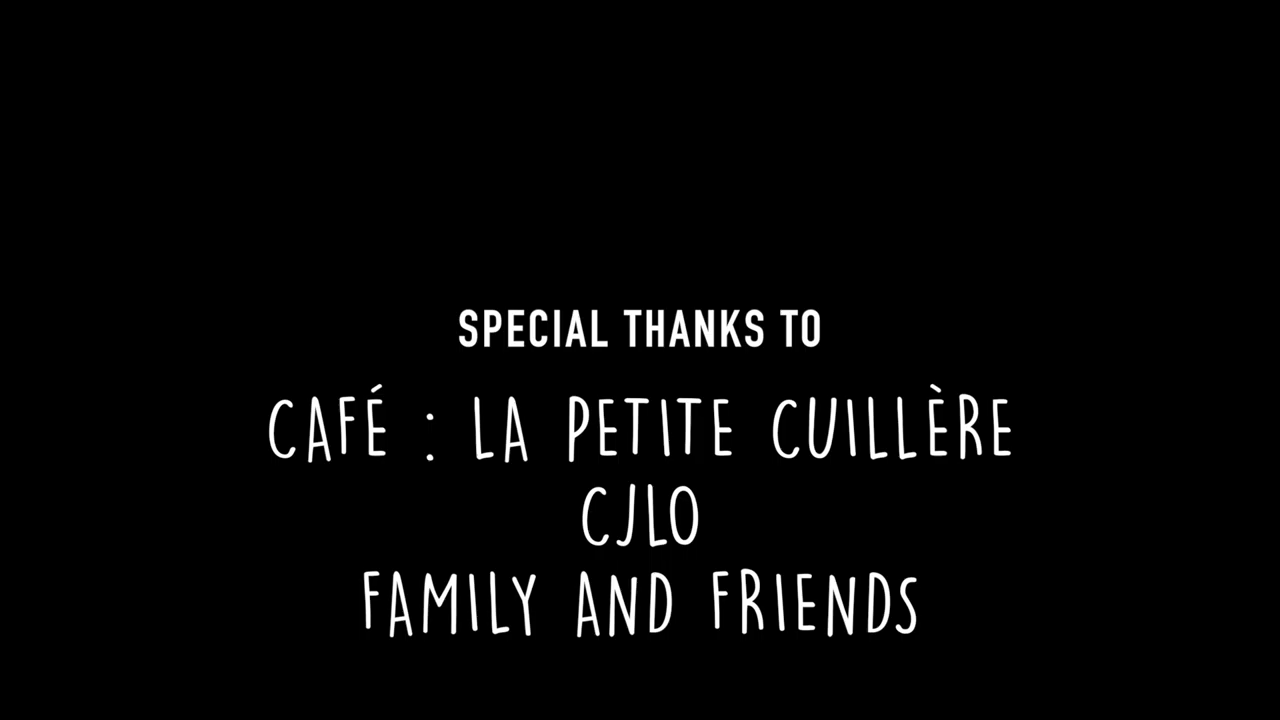 SPECIAL THANKS TO
CAFÉ : LA PETITE CUILLÈRE
CJLO
FAMILY AND FRIENDS